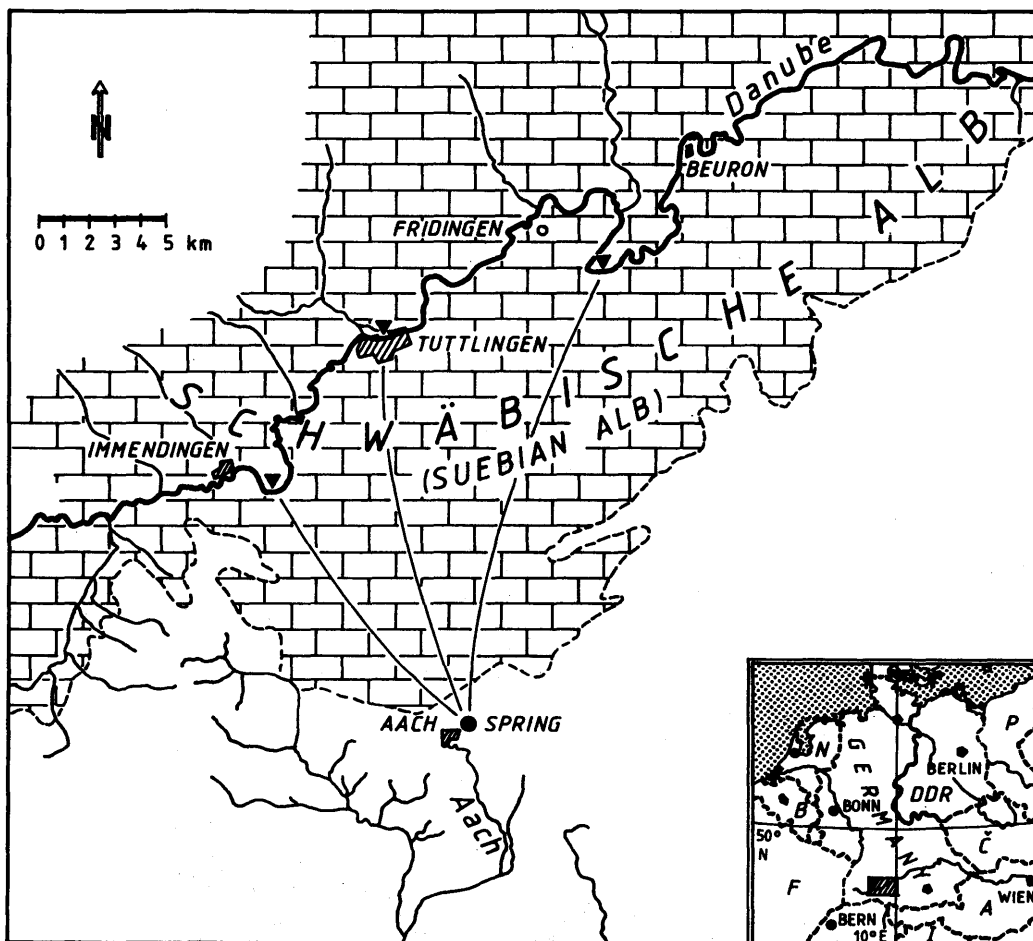 Danube
N
BEURON
FRIDINGEN
0 1 2 3 4 5 km
TUTTLINGEN
SCHWÄBISCHE ALB
(SUEBIAN ALB)
IMMENDINGEN
AACH SPRING
Aach
N
GERMANY
P
BERLIN
DDR
B
BONN
50°
N
Č
F
A
WIEN
BERN
10°E
I